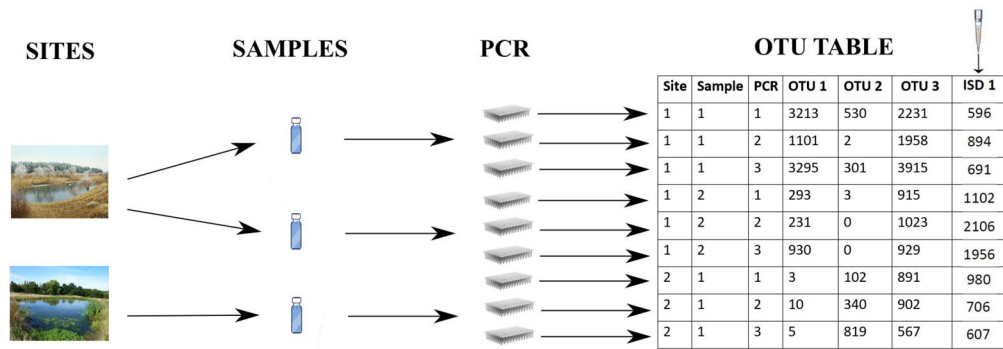 SITES SAMPLES PCR OTU TABLE
Site Sample PCR OTU 1 OTU 2 OTU 3 ISD 1
1 1 1 3213 530 2231 596
1 1 2 1101 2 1958 894
1 1 3 3295 301 3915 691
1 2 1 293 3 915 1102
1 2 2 231 0 1023 2106
1 2 3 930 0 929 1956
2 1 1 3 102 891 980
2 1 2 10 340 902 706
2 1 3 5 819 567 607